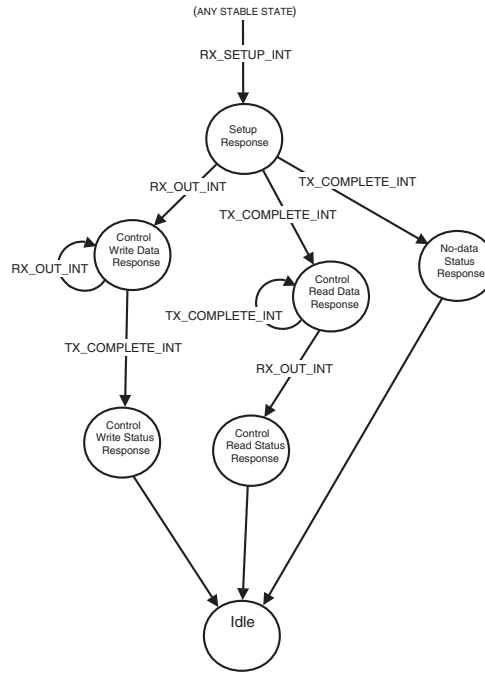 (ANY STABLE STATE)
RX_SETUP_INT
Setup
Response
RX_OUT_INT
TX_COMPLETE_INT
TX_COMPLETE_INT
Control
Write Data
Response
RX_OUT_INT
No-data
Status
Response
Control
Read Data
Response
TX_COMPLETE_INT
TX_COMPLETE_INT
RX_OUT_INT
Control
Write Status
Response
Control
Read Status
Response
Idle